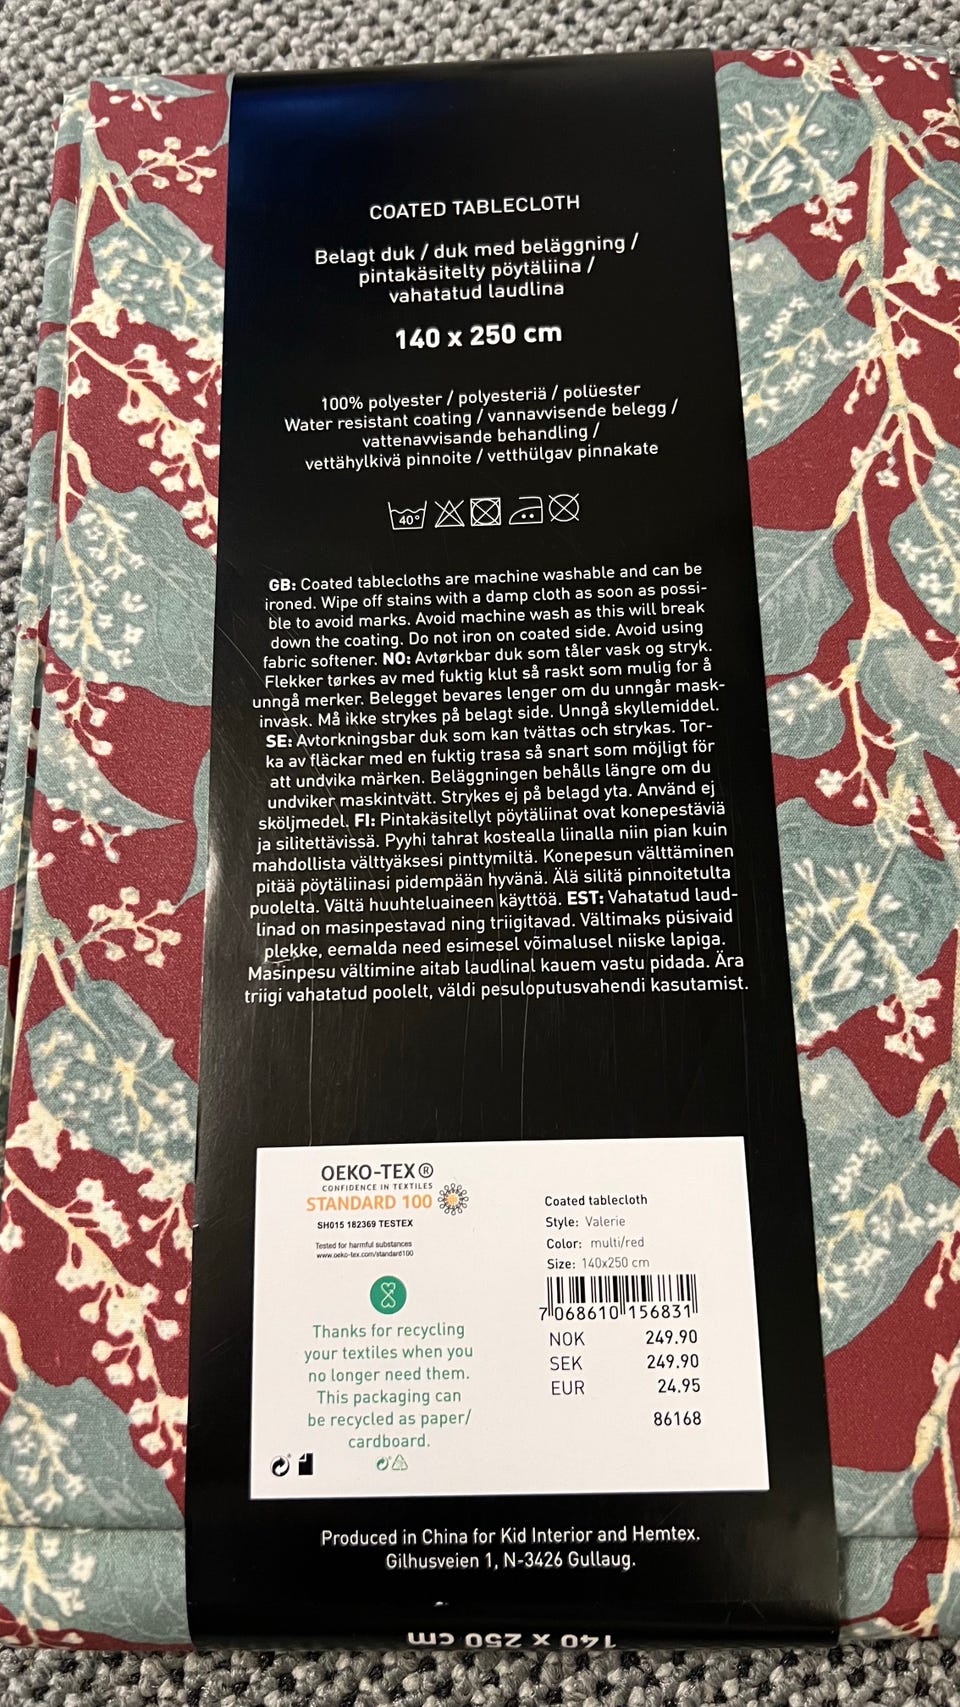 COATED TABLECLOTH
Belagt duk / duk med beläggning /
pintakäsitelty pöytäliina /
vahatatud laudlina
140 x 250 cm
100% polyester / polyesteriä / polüester
Water resistant coating / vannavvisende belegg /
vattenavvisande behandling /
vettähylkivä pinnoite / vetthülgav pinnakate
40°
GB: Coated tablecloths are machine washable and can be
ironed. Wipe off stains with a damp cloth as soon as possi-
ble to avoid marks. Avoid machine wash as this will break
down the coating. Do not iron on coated side. Avoid using
fabric softener. NO: Avtørkbar duk som tåler vask og stryk.
Flekker tørkes av med fuktig klut så raskt som mulig for å
unngå merker. Belegget bevares lenger om du unngår mask-
invask. Må ikke strykes på belagt side. Unngå skyllemiddel.
SE: Avtorkningsbar duk som kan tvättas och strykas. Tor-
ka av fläckar med en fuktig trasa så snart som möjligt för
att undvika märken. Beläggningen behålls längre om du
undviker maskintvätt. Strykes ej på belagd yta. Använd ej
sköljmedel. FI: Pintakäsitellyt pöytäliinat ovat konepestäviä
ja silitettävissä. Pyyhi tahrat kostealla liinalla niin pian kuin
mahdollista välttyäksesi pinttymiltä. Konepesun välttäminen
pitää pöytäliinasi pidempään hyvänä. Älä silitä pinnoitetulta
puolelta. Vältä huuhteluaineen käyttöä. EST: Vahatatud laud-
linad on masinpestavad ning triigitavad. Vältimaks püsivaid
plekke, eemalda need esimesel võimalusel niiske lapiga.
Masinpesu vältimine aitab laudlinal kauem vastu pidada. Ära
triigi vahatatud poolelt, väldi pesuloputusvahendi kasutamist.
OEKO-TEX®
CONFIDENCE IN TEXTILES
STANDARD 100
SH015 182369 TESTEX
Tested for harmful substances
www.oeko-tex.com/standard100
Thanks for recycling
your textiles when you
no longer need them.
This packaging can
be recycled as paper/
cardboard.
Coated tablecloth
Style: Valerie
Color: multi/red
Size: 140x250 cm
7 068610 156831
NOK 249.90
SEK 249.90
EUR 24.95
86168
Produced in China for Kid Interior and Hemtex.
Gilhusveien 1, N-3426 Gullaug.
140 x 250 cm